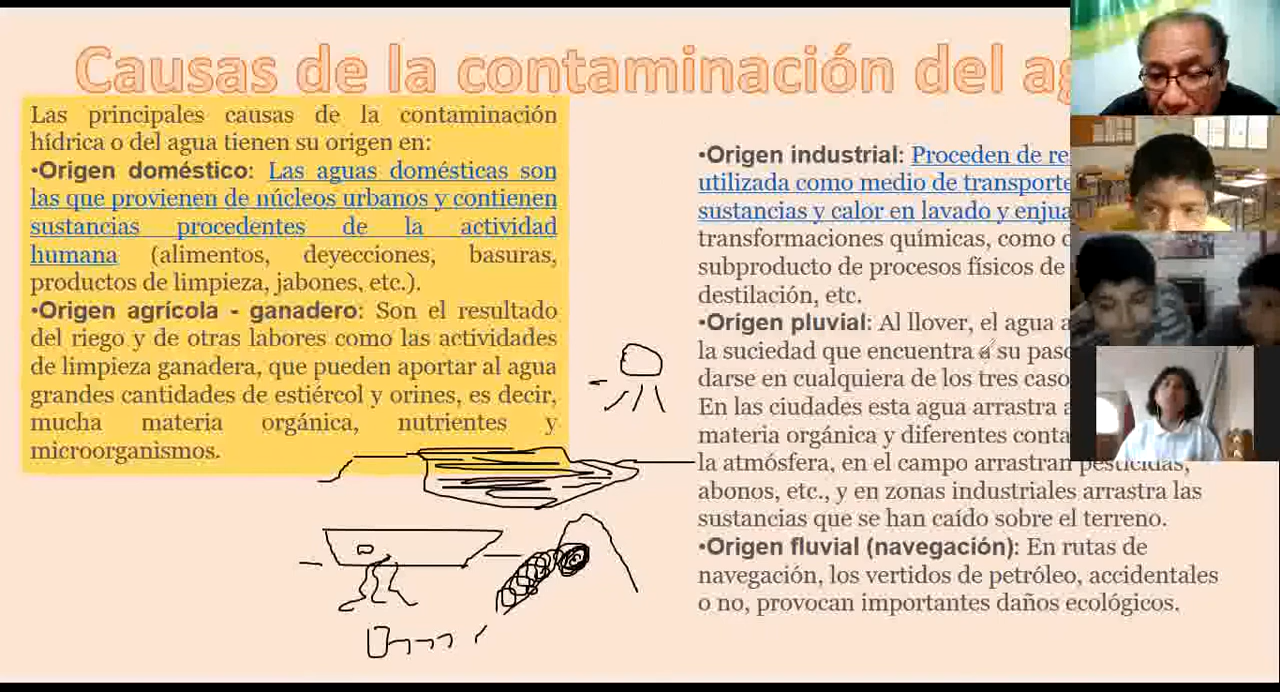 Causas de la contaminación del ag
Las principales causas de la contaminación
hídrica o del agua tienen su origen en:
•Origen doméstico: Las aguas domésticas son
las que provienen de núcleos urbanos y contienen
sustancias procedentes de la actividad
humana (alimentos, deyecciones, basuras,
productos de limpieza, jabones, etc.).
•Origen agrícola - ganadero: Son el resultado
del riego y de otras labores como las actividades
de limpieza ganadera, que pueden aportar al agua
grandes cantidades de estiércol y orines, es decir,
mucha materia orgánica, nutrientes y
microorganismos.
•Origen industrial: Proceden de re
utilizada como medio de transporte
sustancias y calor en lavado y enjua
transformaciones químicas, como
subproducto de procesos físicos de
destilación, etc.
•Origen pluvial: Al llover, el agua a
la suciedad que encuentra a su paso
darse en cualquiera de los tres caso
En las ciudades esta agua arrastra a
materia orgánica y diferentes conta
la atmósfera, en el campo arrastran pesticidas,
abonos, etc., y en zonas industriales arrastra las
sustancias que se han caído sobre el terreno.
•Origen fluvial (navegación): En rutas de
navegación, los vertidos de petróleo, accidentales
o no, provocan importantes daños ecológicos.